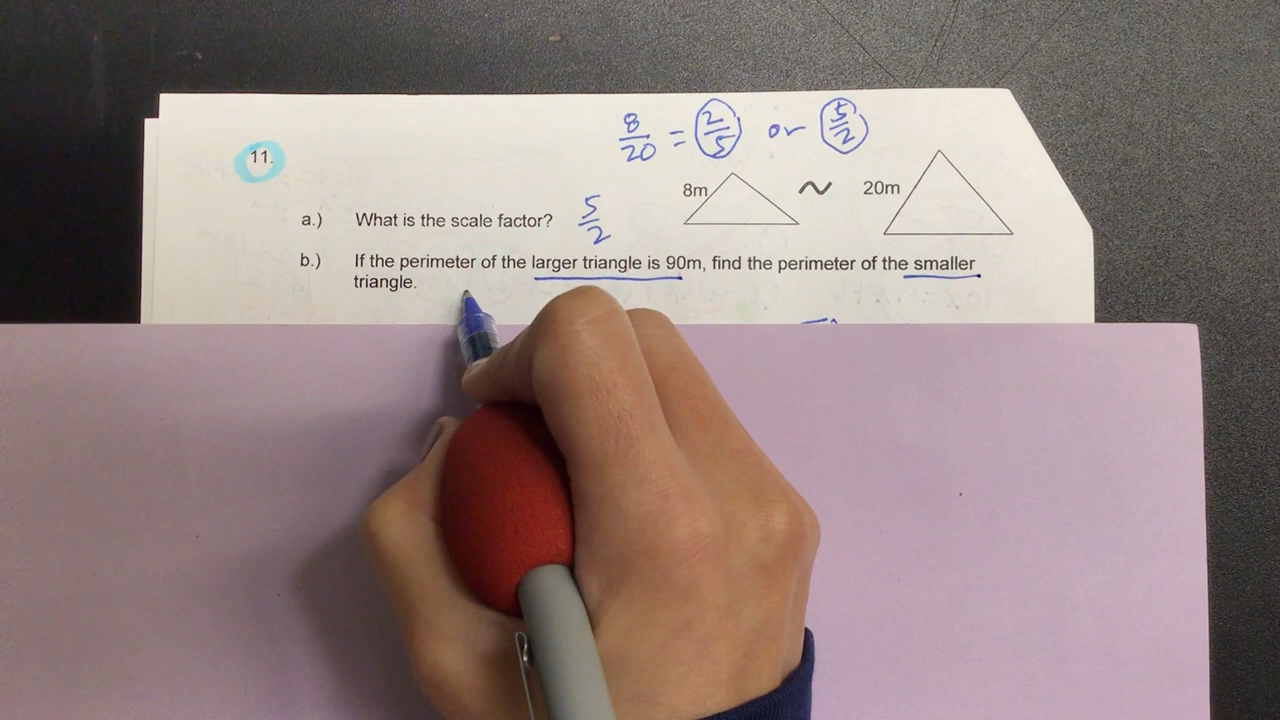 8/20 = 2/5 or 5/2
11.
8m ~ 20m
a.) What is the scale factor? 5/2
b.) If the perimeter of the larger triangle is 90m, find the perimeter of the smaller
triangle.